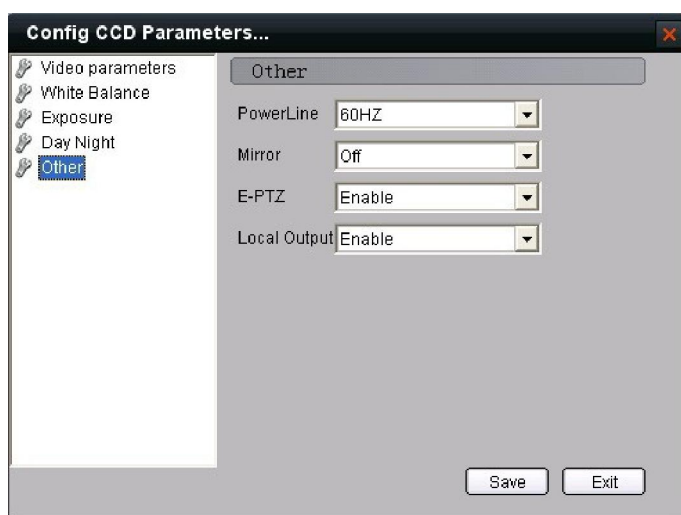 Config CCD Parameters...
Video parameters
White Balance
Exposure
Day Night
Other
Other
PowerLine 60HZ
Mirror Off
E-PTZ Enable
Local Output Enable
Save Exit